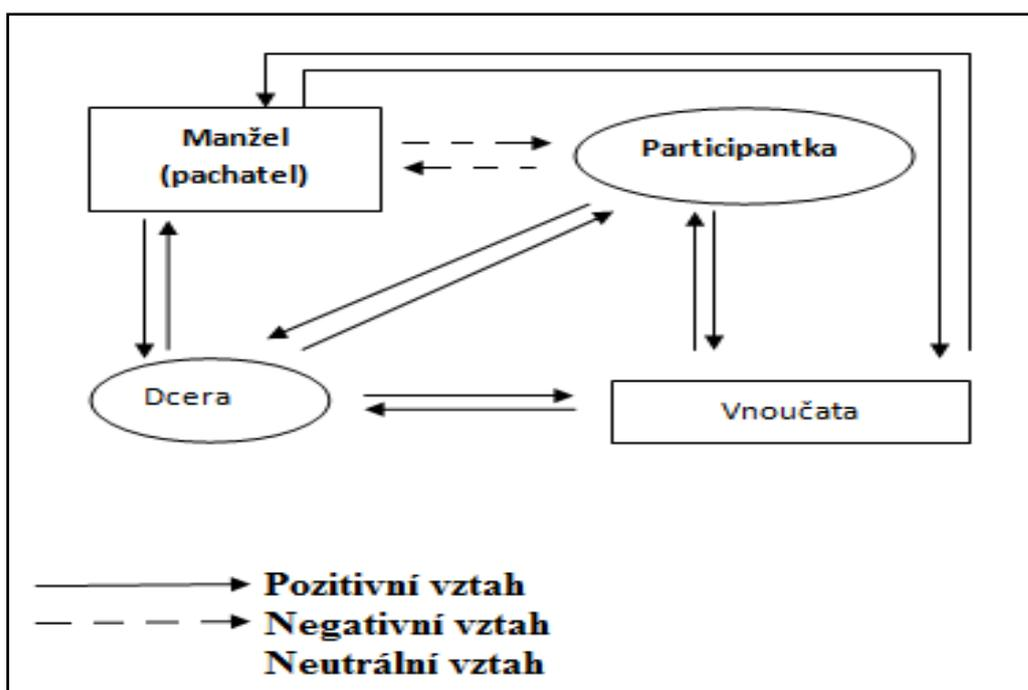 Manžel
(pachatel)
Participantka
Dcera
Vnoučata
Pozitivní vztah
Negativní vztah
Neutrální vztah